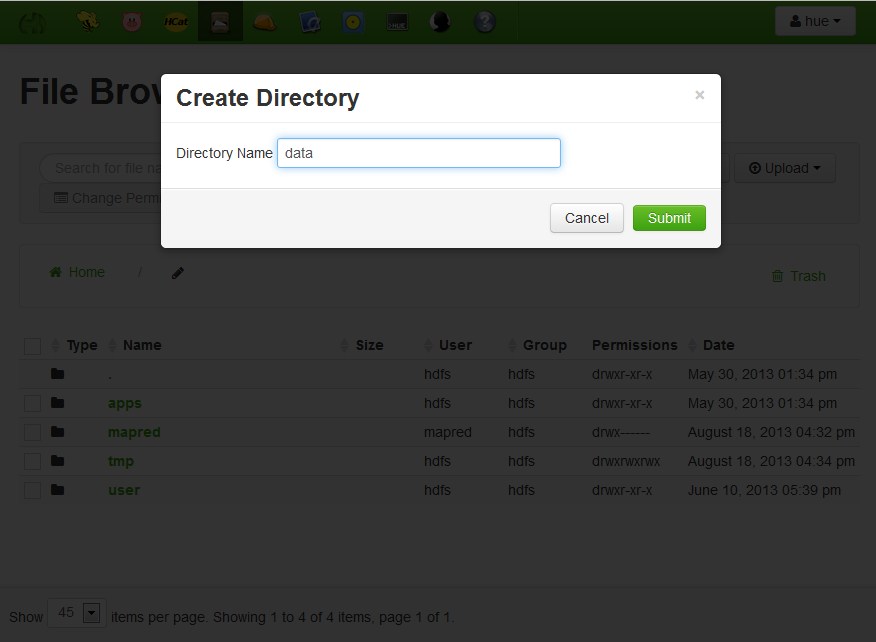 HCat
HUE
hue
File Brow
Create Directory
×
Directory Name data
Search for file na
Upload
Change Perm
Cancel Submit
Home / Trash
Type Name Size User Group Permissions Date
. hdfs hdfs drwxr-xr-x May 30, 2013 01:34 pm
apps hdfs hdfs drwxr-xr-x May 30, 2013 01:34 pm
mapred mapred hdfs drwx------ August 18, 2013 04:32 pm
tmp hdfs hdfs drwxrwxrwx August 18, 2013 04:34 pm
user hdfs hdfs drwxr-xr-x June 10, 2013 05:39 pm
Show 45 items per page. Showing 1 to 4 of 4 items, page 1 of 1.